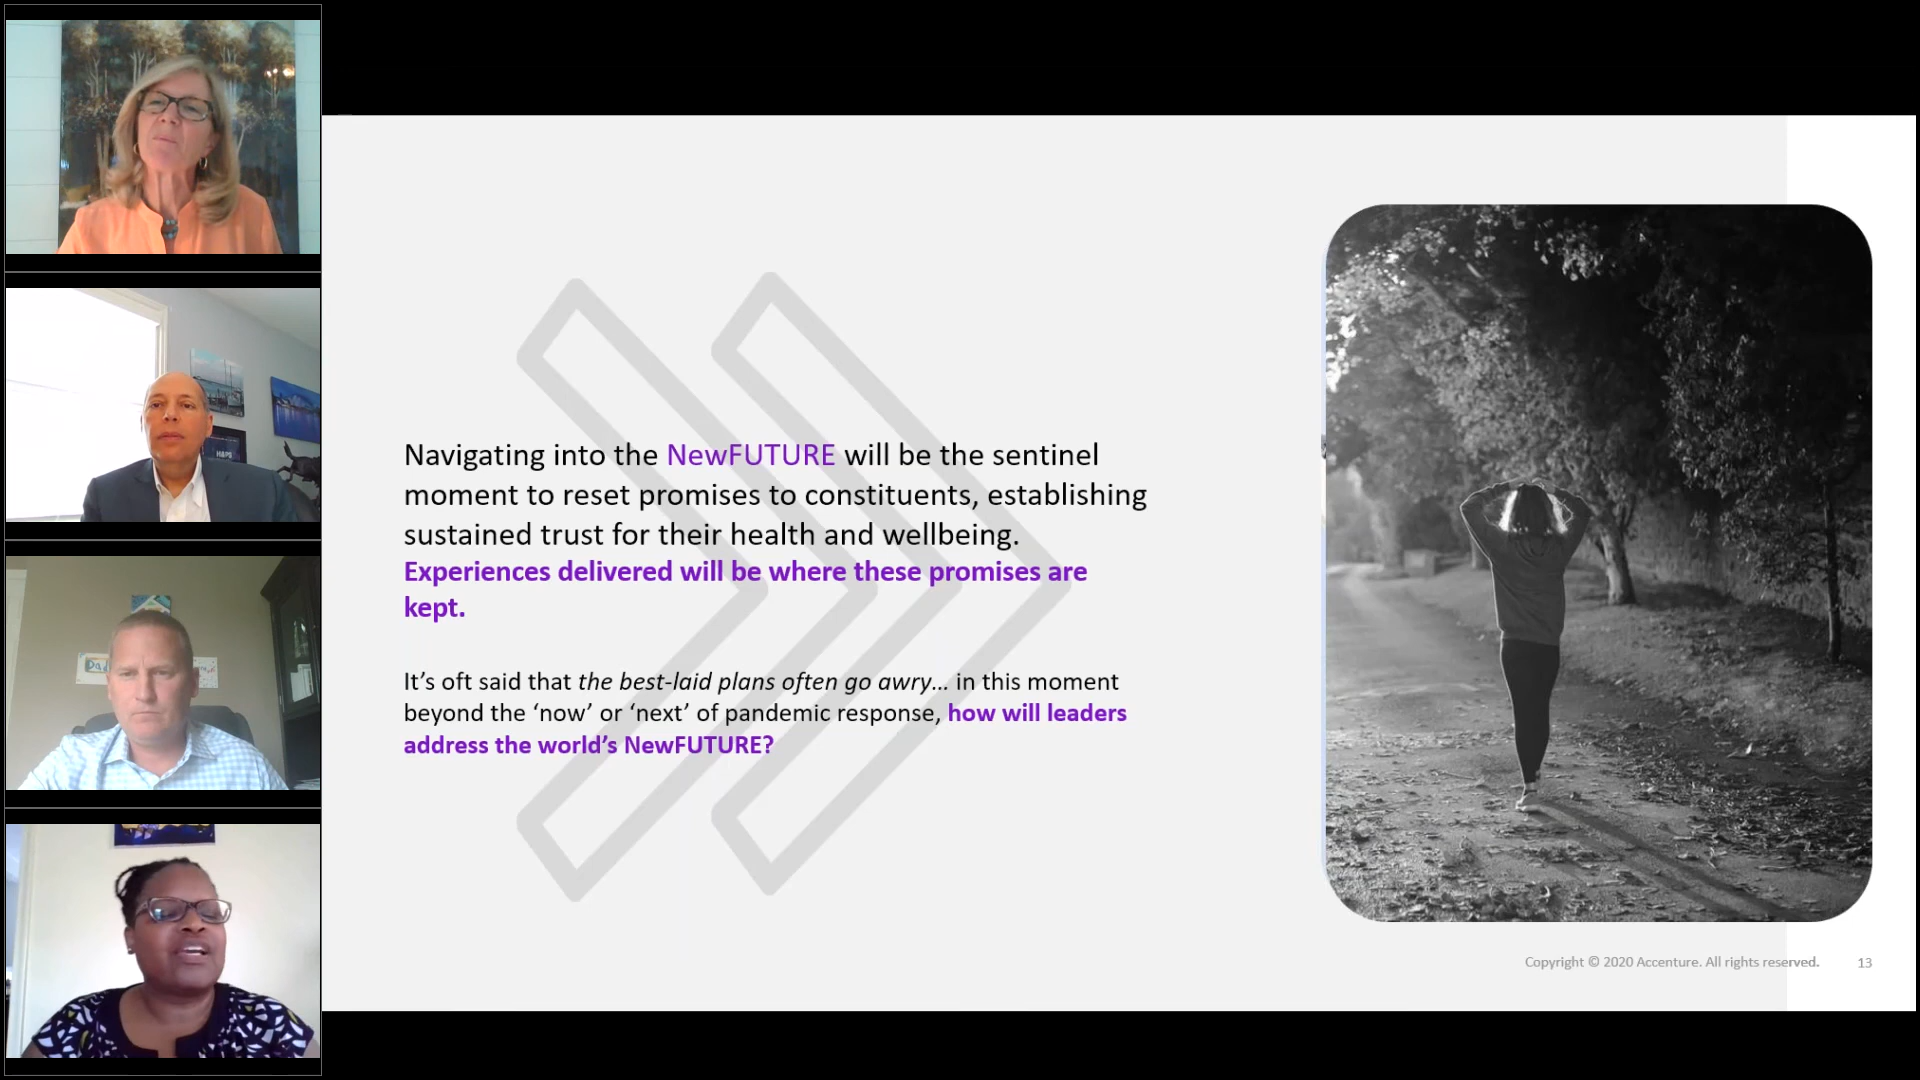 Navigating into the NewFUTURE will be the sentinel
moment to reset promises to constituents, establishing
sustained trust for their health and wellbeing.
Experiences delivered will be where these promises are
kept.
It’s oft said that the best-laid plans often go awry... in this moment
beyond the ‘now’ or ‘next’ of pandemic response, how will leaders
address the world’s NewFUTURE?
Copyright © 2020 Accenture. All rights reserved.
13